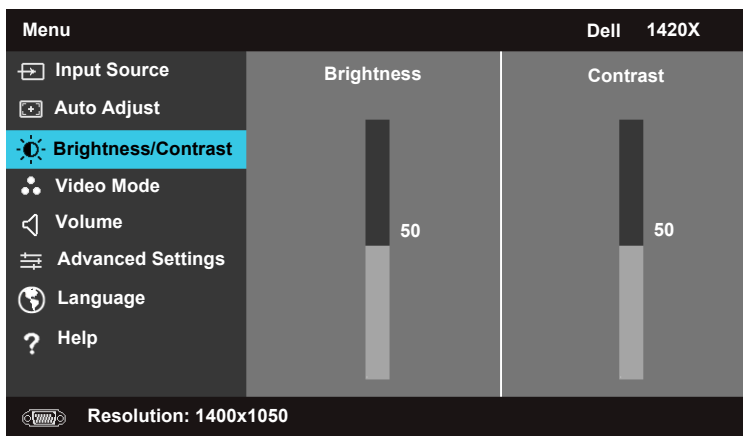 Menu
Dell 1420X
Input Source
Auto Adjust
Brightness/Contrast
Video Mode
Volume
Advanced Settings
Language
? Help
Brightness
50
Contrast
50
Resolution: 1400x1050